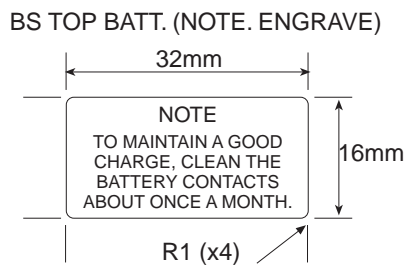 BS TOP BATT. (NOTE. ENGRAVE)
32mm
NOTE
TO MAINTAIN A GOOD
CHARGE, CLEAN THE
BATTERY CONTACTS
ABOUT ONCE A MONTH.
16mm
R1 (x4)